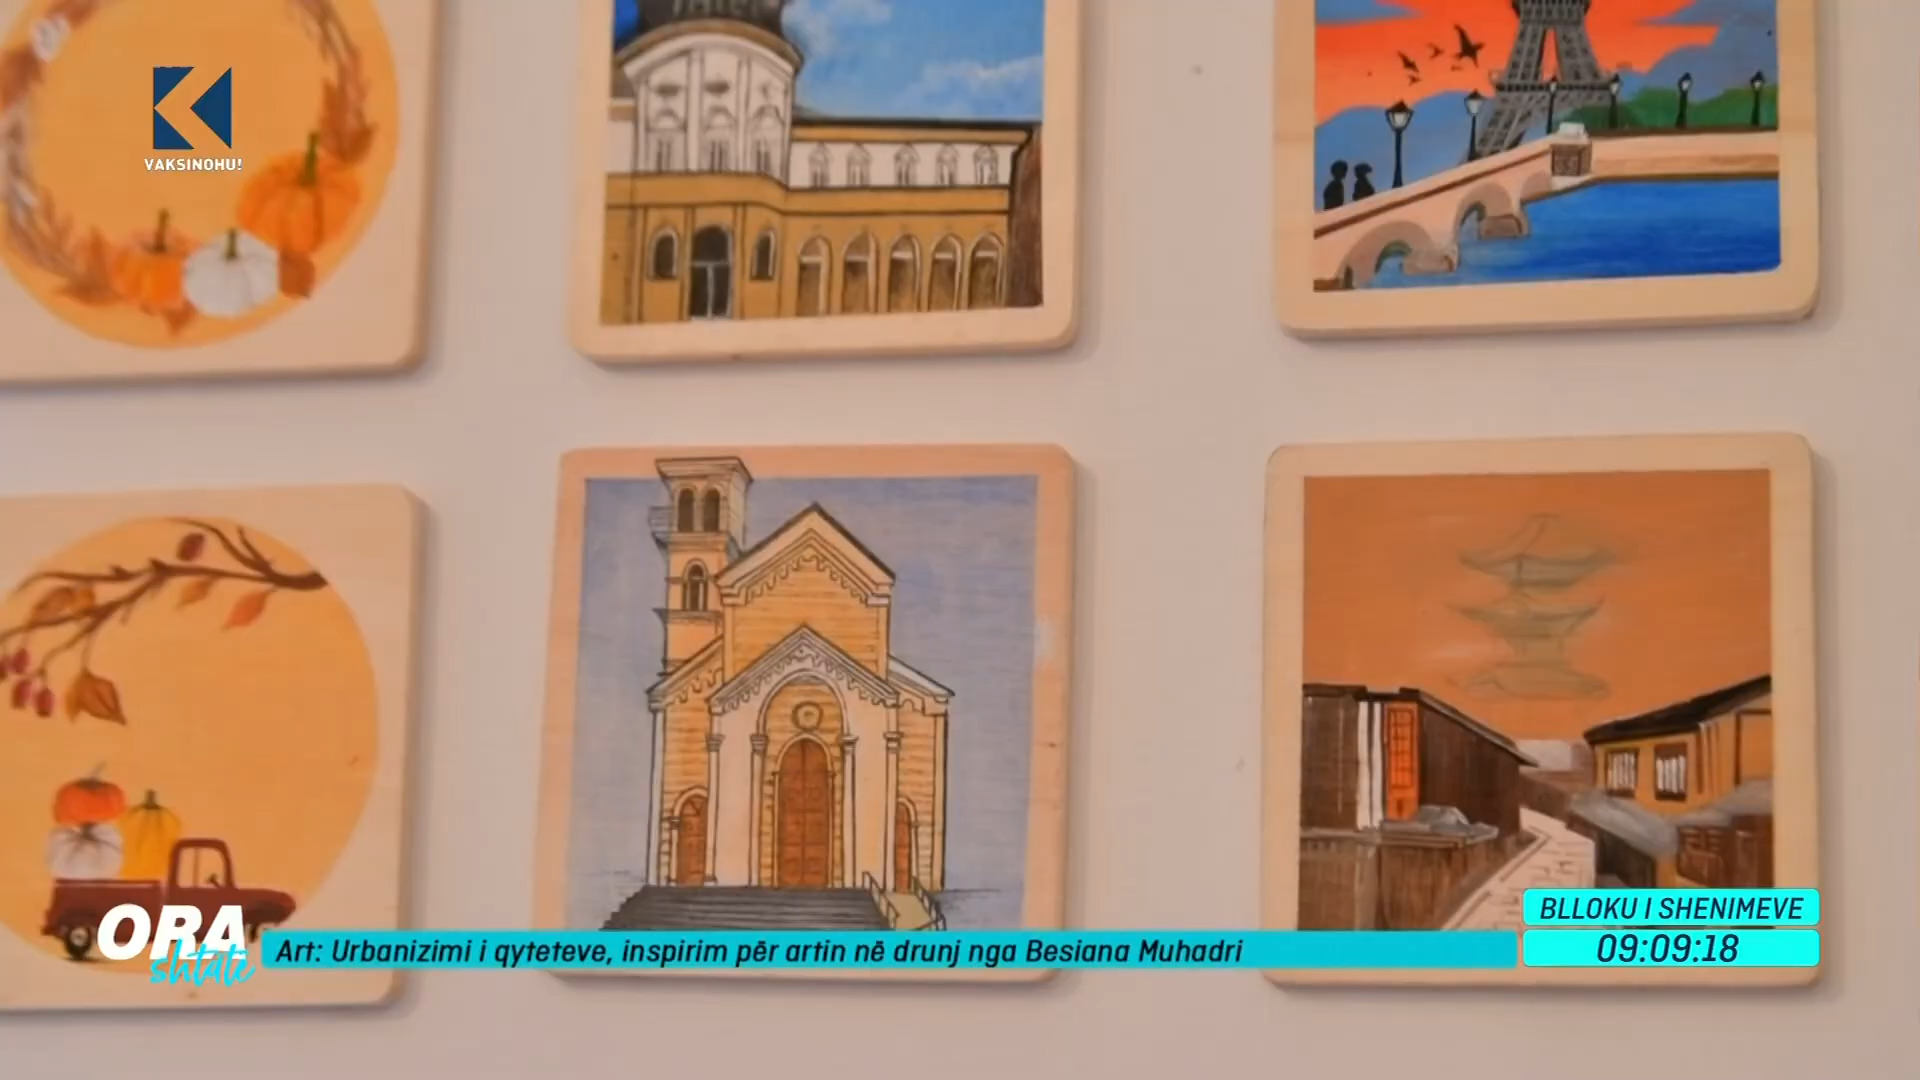 VAKSINOHU!
ORA
shtatë
Art: Urbanizimi i qyteteve, inspirim për artin në drunj nga Besiana Muhadri
BLLOKU I SHENIMEVE
09:09:18